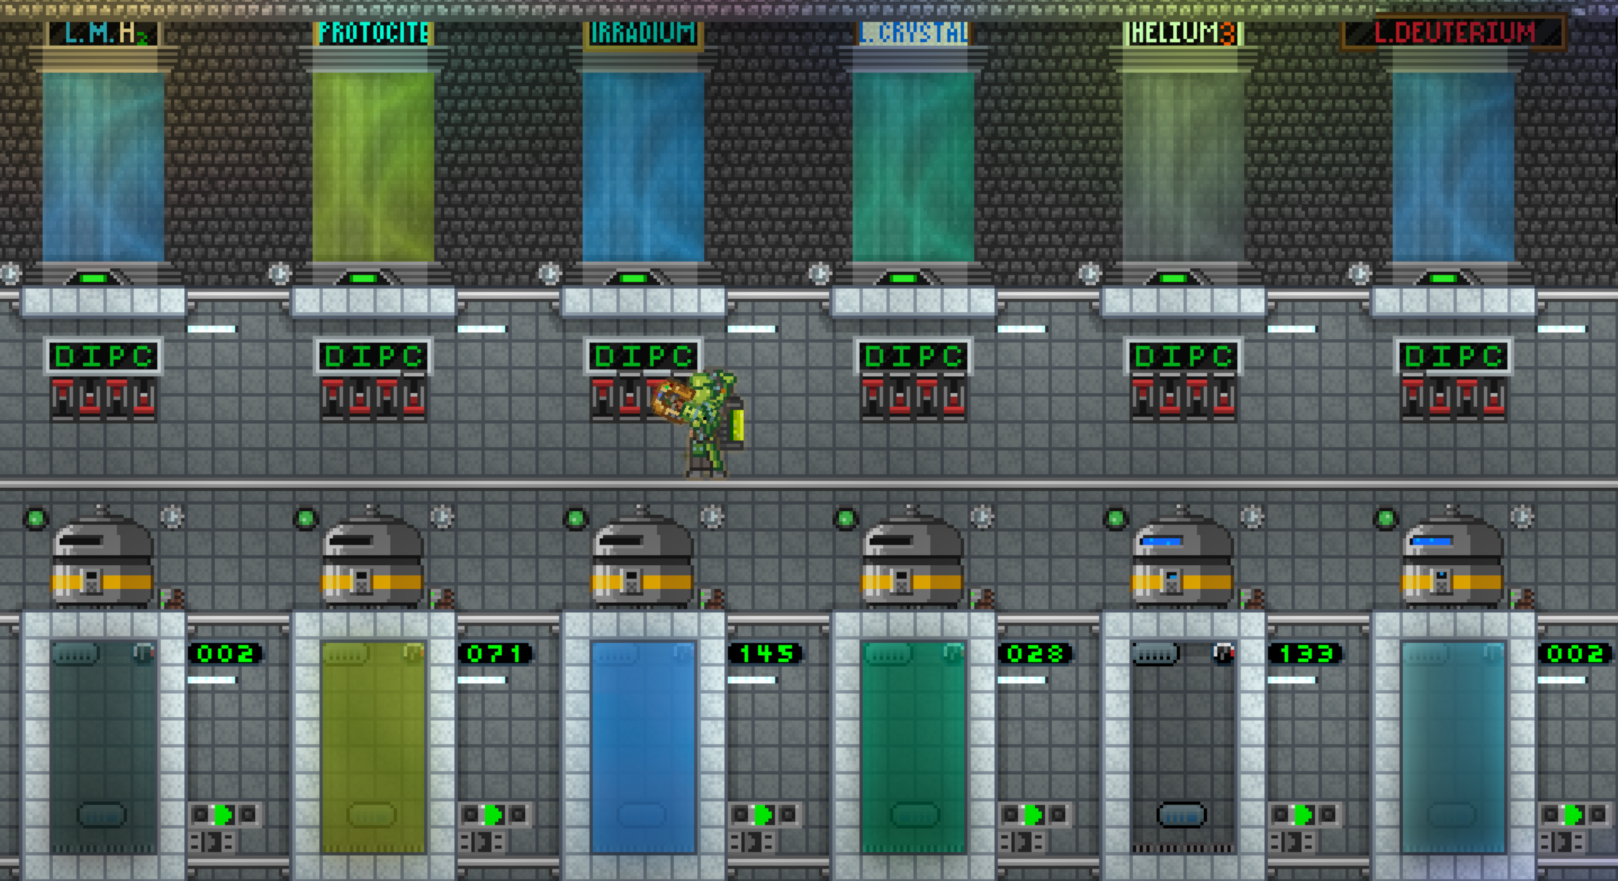 L.M.H2
PROTOCITE
IRRADIUM
L.CRYSTAL
HELIUM3
L.DEUTERIUM
DIPC
DIPC
DIPC
DIPC
DIPC
DIPC
002
071
145
028
133
002